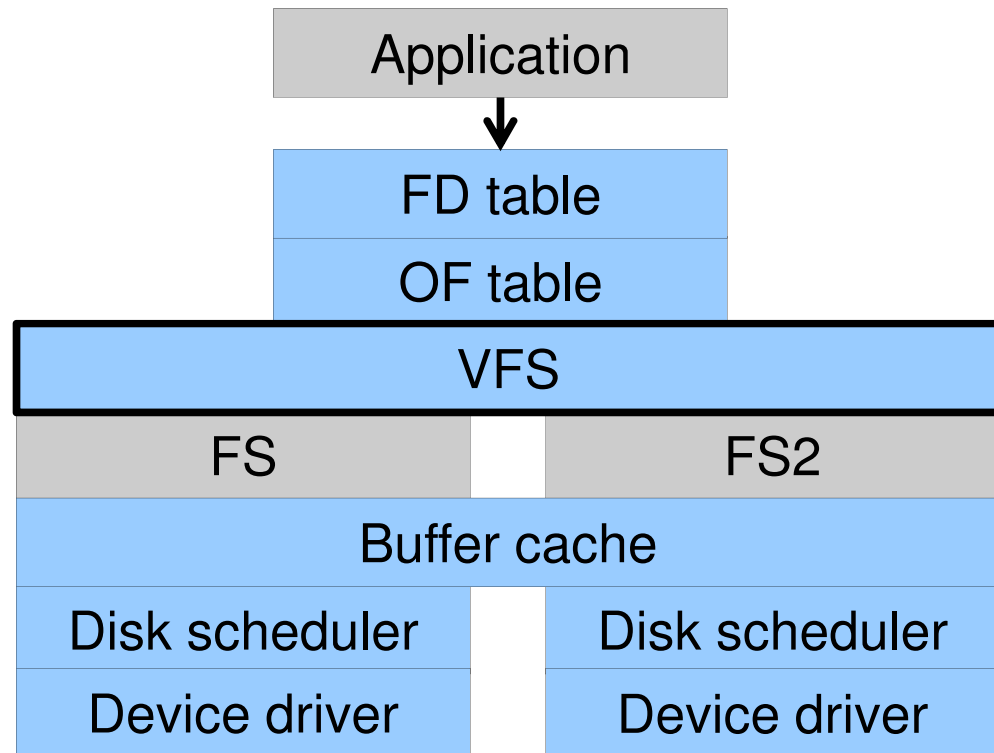 Application
FD table
OF table
VFS
FS
FS2
Buffer cache
Disk scheduler
Disk scheduler
Device driver
Device driver